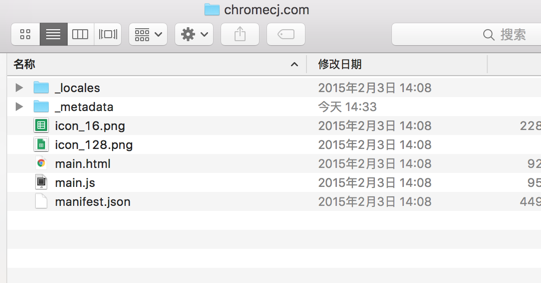 chromecj.com
搜索
名称 修改日期
_locales 2015年2月3日 14:08
_metadata 今天 14:33
icon_16.png 2015年2月3日 14:08 228
icon_128.png 2015年2月3日 14:08
main.html 2015年2月3日 14:08 92
main.js 2015年2月3日 14:08 95
manifest.json 2015年2月3日 14:08 449